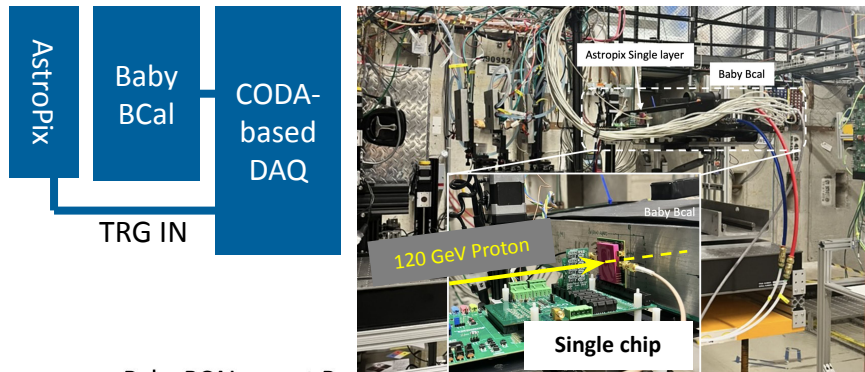 AstroPix
Baby
BCal
CODA-
based
DAQ
TRG IN
Astropix Single layer
Baby Bcal
Baby Bcal
120 GeV Proton
Single chip